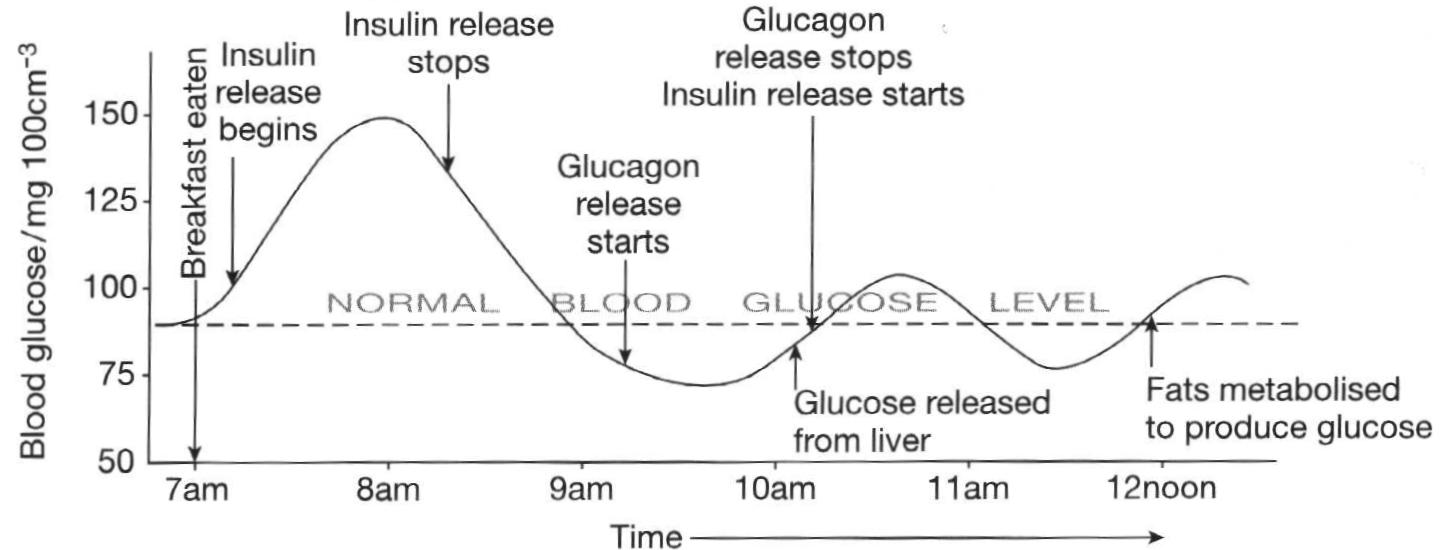 Blood glucose/mg 100cm⁻³
150
125
100
75
50
Breakfast eaten
Insulin
release
begins
Insulin release
stops
Glucagon
release
starts
Glucagon
release stops
Insulin release starts
NORMAL BLOOD GLUCOSE LEVEL
Glucose released
from liver
Fats metabolised
to produce glucose
7am 8am 9am 10am 11am 12noon
Time